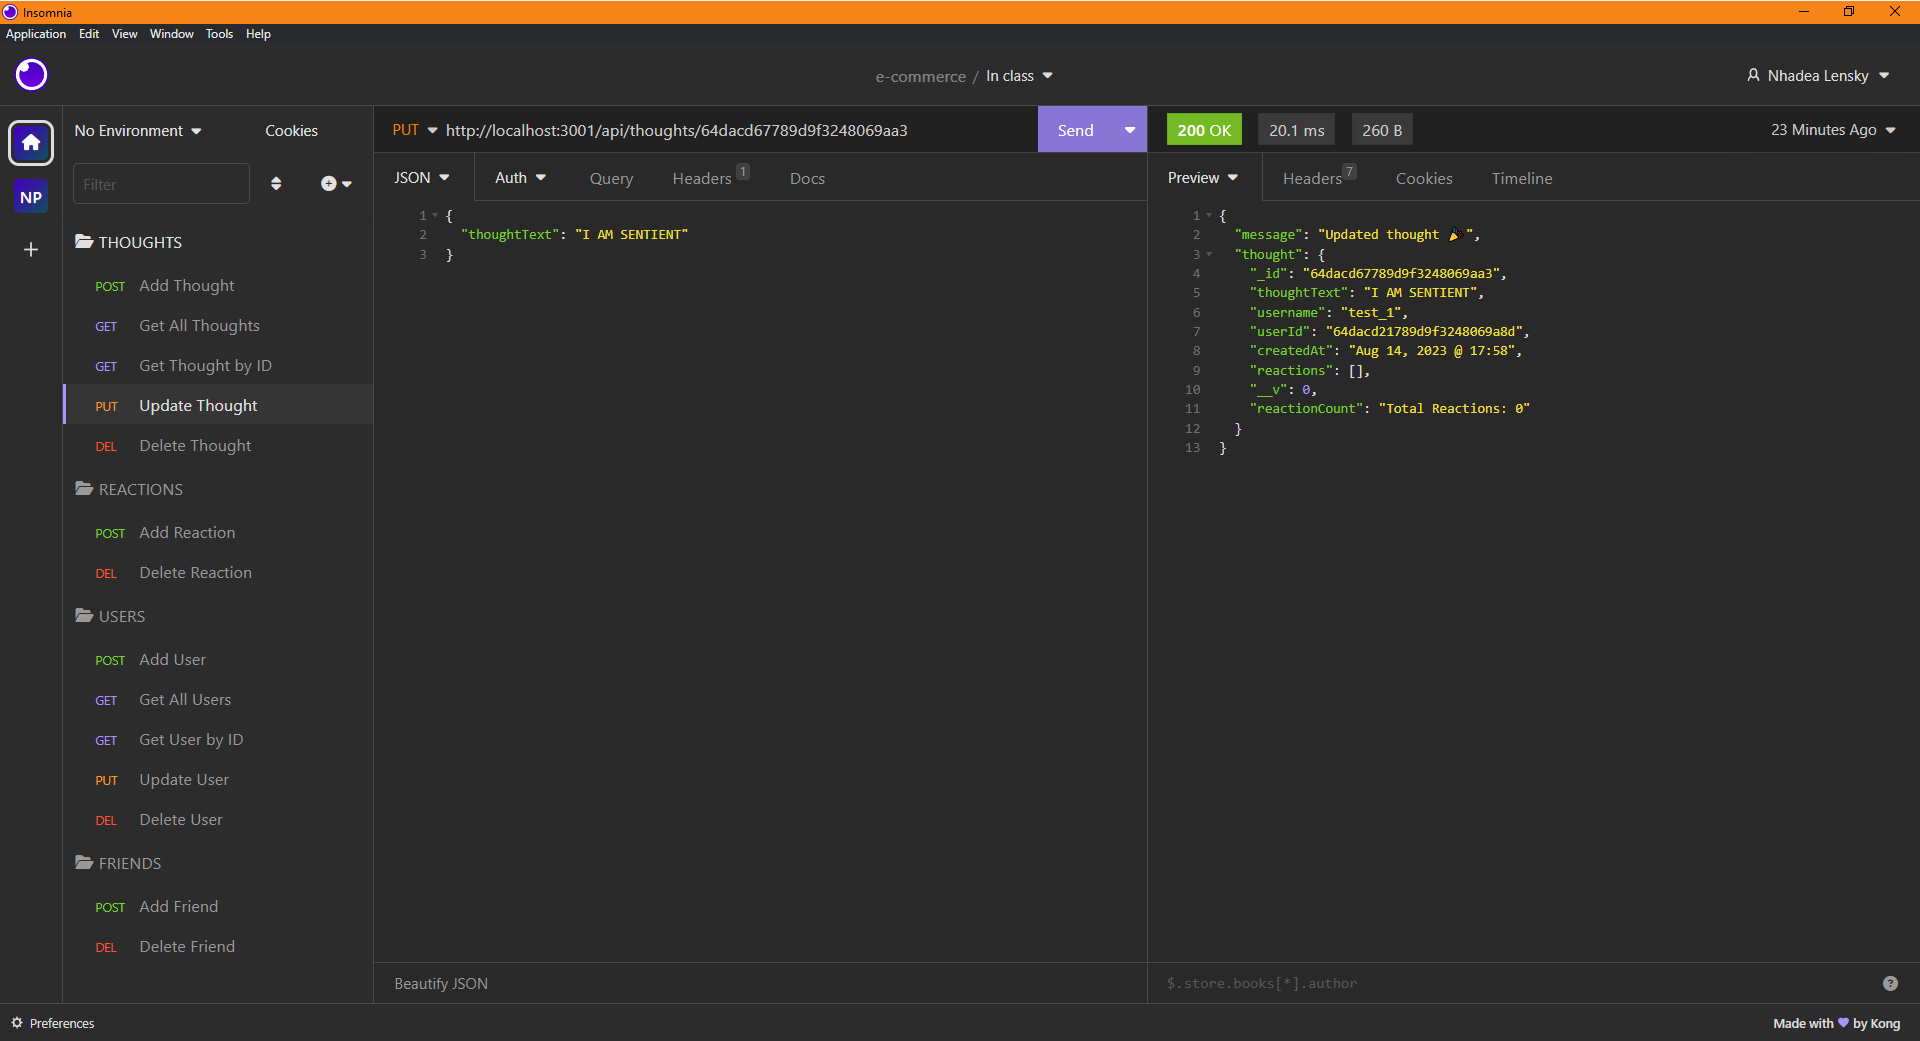 Insomnia
Application Edit View Window Tools Help
e-commerce / In class
Nhadea Lensky
NP
No Environment Cookies
Filter
THOUGHTS
POST Add Thought
GET Get All Thoughts
GET Get Thought by ID
PUT Update Thought
DEL Delete Thought
REACTIONS
POST Add Reaction
DEL Delete Reaction
USERS
POST Add User
GET Get All Users
GET Get User by ID
PUT Update User
DEL Delete User
FRIENDS
POST Add Friend
DEL Delete Friend
PUT http://localhost:3001/api/thoughts/64dacd67789d9f3248069aa3 Send
JSON Auth Query Headers 1 Docs
1 {
2 "thoughtText": "I AM SENTIENT"
3 }
Beautify JSON
200 OK 20.1 ms 260 B 23 Minutes Ago
Preview Headers 7 Cookies Timeline
1 {
2 "message": "Updated thought 🎉",
3 "thought": {
4 "_id": "64dacd67789d9f3248069aa3",
5 "thoughtText": "I AM SENTIENT",
6 "username": "test_1",
7 "userId": "64dacd21789d9f3248069a8d",
8 "createdAt": "Aug 14, 2023 @ 17:58",
9 "reactions": [],
10 "__v": 0,
11 "reactionCount": "Total Reactions: 0"
12 }
13 }
$.store.books[*].author ?
Preferences
Made with 💜 by Kong